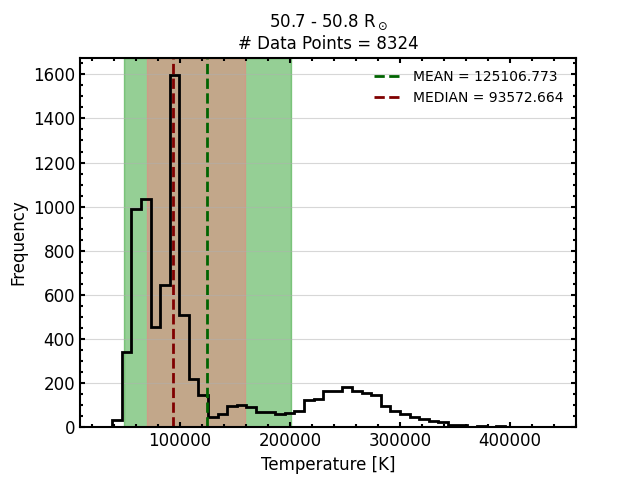 50.7 - 50.8 R⊙
# Data Points = 8324
MEAN = 125106.773
MEDIAN = 93572.664
1600
1400
1200
1000
800
600
400
200
0
Frequency
100000 200000 300000 400000
Temperature [K]